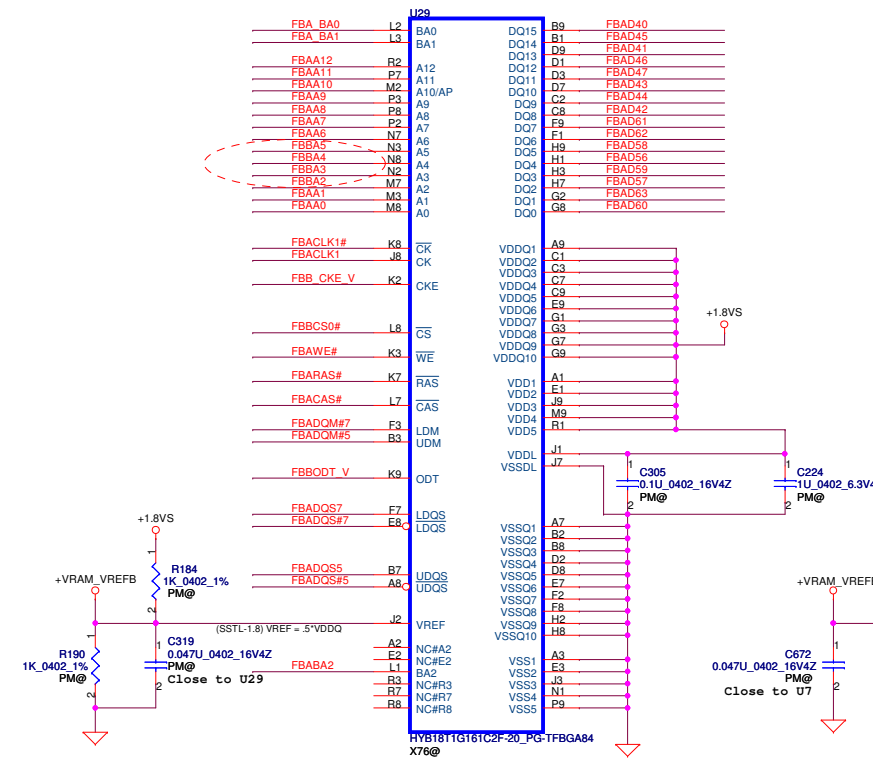 U29
FBA_BA0 L2 BA0 DQ15 B9 FBAD40
FBA_BA1 L3 BA1 DQ14 B1 FBAD45
DQ13 D9 FBAD41
FBAA12 R2 A12 DQ12 D1 FBAD46
FBAA11 P7 A11 DQ11 D3 FBAD47
FBAA10 M2 A10/AP DQ10 D7 FBAD43
FBAA9 P3 A9 DQ9 C2 FBAD44
FBAA8 P8 A8 DQ8 C8 FBAD42
FBAA7 P2 A7 DQ7 F9 FBAD61
FBAA6 N7 A6 DQ6 F1 FBAD62
FBBA5 N3 A5 DQ5 H9 FBAD58
FBBA4 N8 A4 DQ4 H1 FBAD56
FBBA3 N2 A3 DQ3 H3 FBAD59
FBBA2 M7 A2 DQ2 H7 FBAD57
FBAA1 M3 A1 DQ1 G2 FBAD63
FBAA0 M8 A0 DQ0 G8 FBAD60
FBACLK1# K8 CK VDDQ1 A9
FBACLK1 J8 CK VDDQ2 C1
VDDQ3 C3
FBB_CKE_V K2 CKE VDDQ4 C7
VDDQ5 C9
VDDQ6 E9
VDDQ7 G1
+1.8VS
FBBCS0# L8 CS VDDQ8 G3
VDDQ9 G7
FBAWE# K3 WE VDDQ10 G9
FBARAS# K7 RAS VDD1 A1
VDD2 E1
FBACAS# L7 CAS VDD3 J9
VDD4 M9
FBADQM#7 F3 LDM VDD5 R1
FBADQM#5 B3 UDM
VDDL J1
VSSDL J7
FBBODT_V K9 ODT
1 C305
0.1U_0402_16V4Z
PM@
2
1 C224
1U_0402_6.3V4
PM@
2
FBADQS7 F7 LDQS
FBADQS#7 E8 LDQS VSSQ1 A7
VSSQ2 B2
VSSQ3 B8
VSSQ4 D2
FBADQS5 B7 UDQS VSSQ5 D8
FBADQS#5 A8 UDQS VSSQ6 E7
VSSQ7 F2
VSSQ8 F8
J2 VREF VSSQ9 H2
VSSQ10 H8
+1.8VS
1 R184
1K_0402_1%
PM@
2
+VRAM_VREFB
(SSTL-1.8) VREF = .5*VDDQ
1 R190
1K_0402_1%
PM@
2
1 C319
0.047U_0402_16V4Z
PM@
2 Close to U29
A2 NC#A2
E2 NC#E2 VSS1 A3
FBABA2 L1 BA2 VSS2 E3
R3 NC#R3 VSS3 J3
R7 NC#R7 VSS4 N1
R8 NC#R8 VSS5 P9
HYB18T1G161C2F-20_PG-TFBGA84
X76@
+VRAM_VREFB
1 C672
0.047U_0402_16V4Z
PM@
2 Close to U7